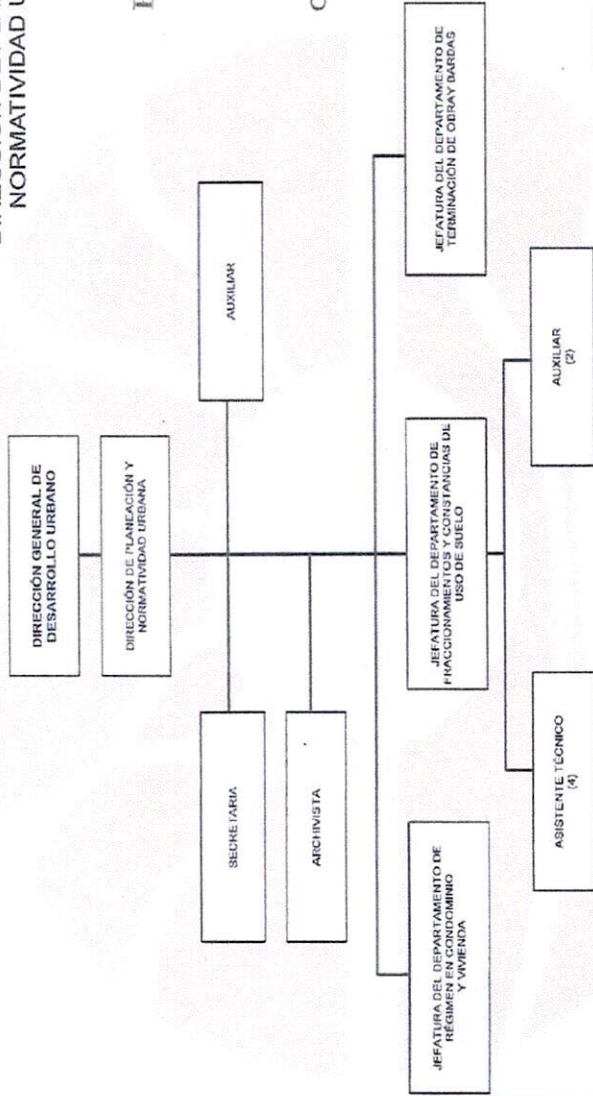 NORMATIVIDAD U
DIRECCIÓN GENERAL DE
DESARROLLO URBANO
DIRECCIÓN DE PLANEACIÓN Y
NORMATIVIDAD URBANA
SECRETARIA
AUXILIAR
ARCHIVISTA
JEFATURA DEL DEPARTAMENTO DE
RÉGIMEN EN CONDOMINIO
Y VIVIENDA
JEFATURA DEL DEPARTAMENTO DE
FRACCIONAMIENTOS Y CONSTANCIAS DE
USO DE SUELO
JEFATURA DEL DEPARTAMENTO DE
TERMINACIÓN DE OBRA Y BARDAS
ASISTENTE TÉCNICO
(4)
AUXILIAR
(2)